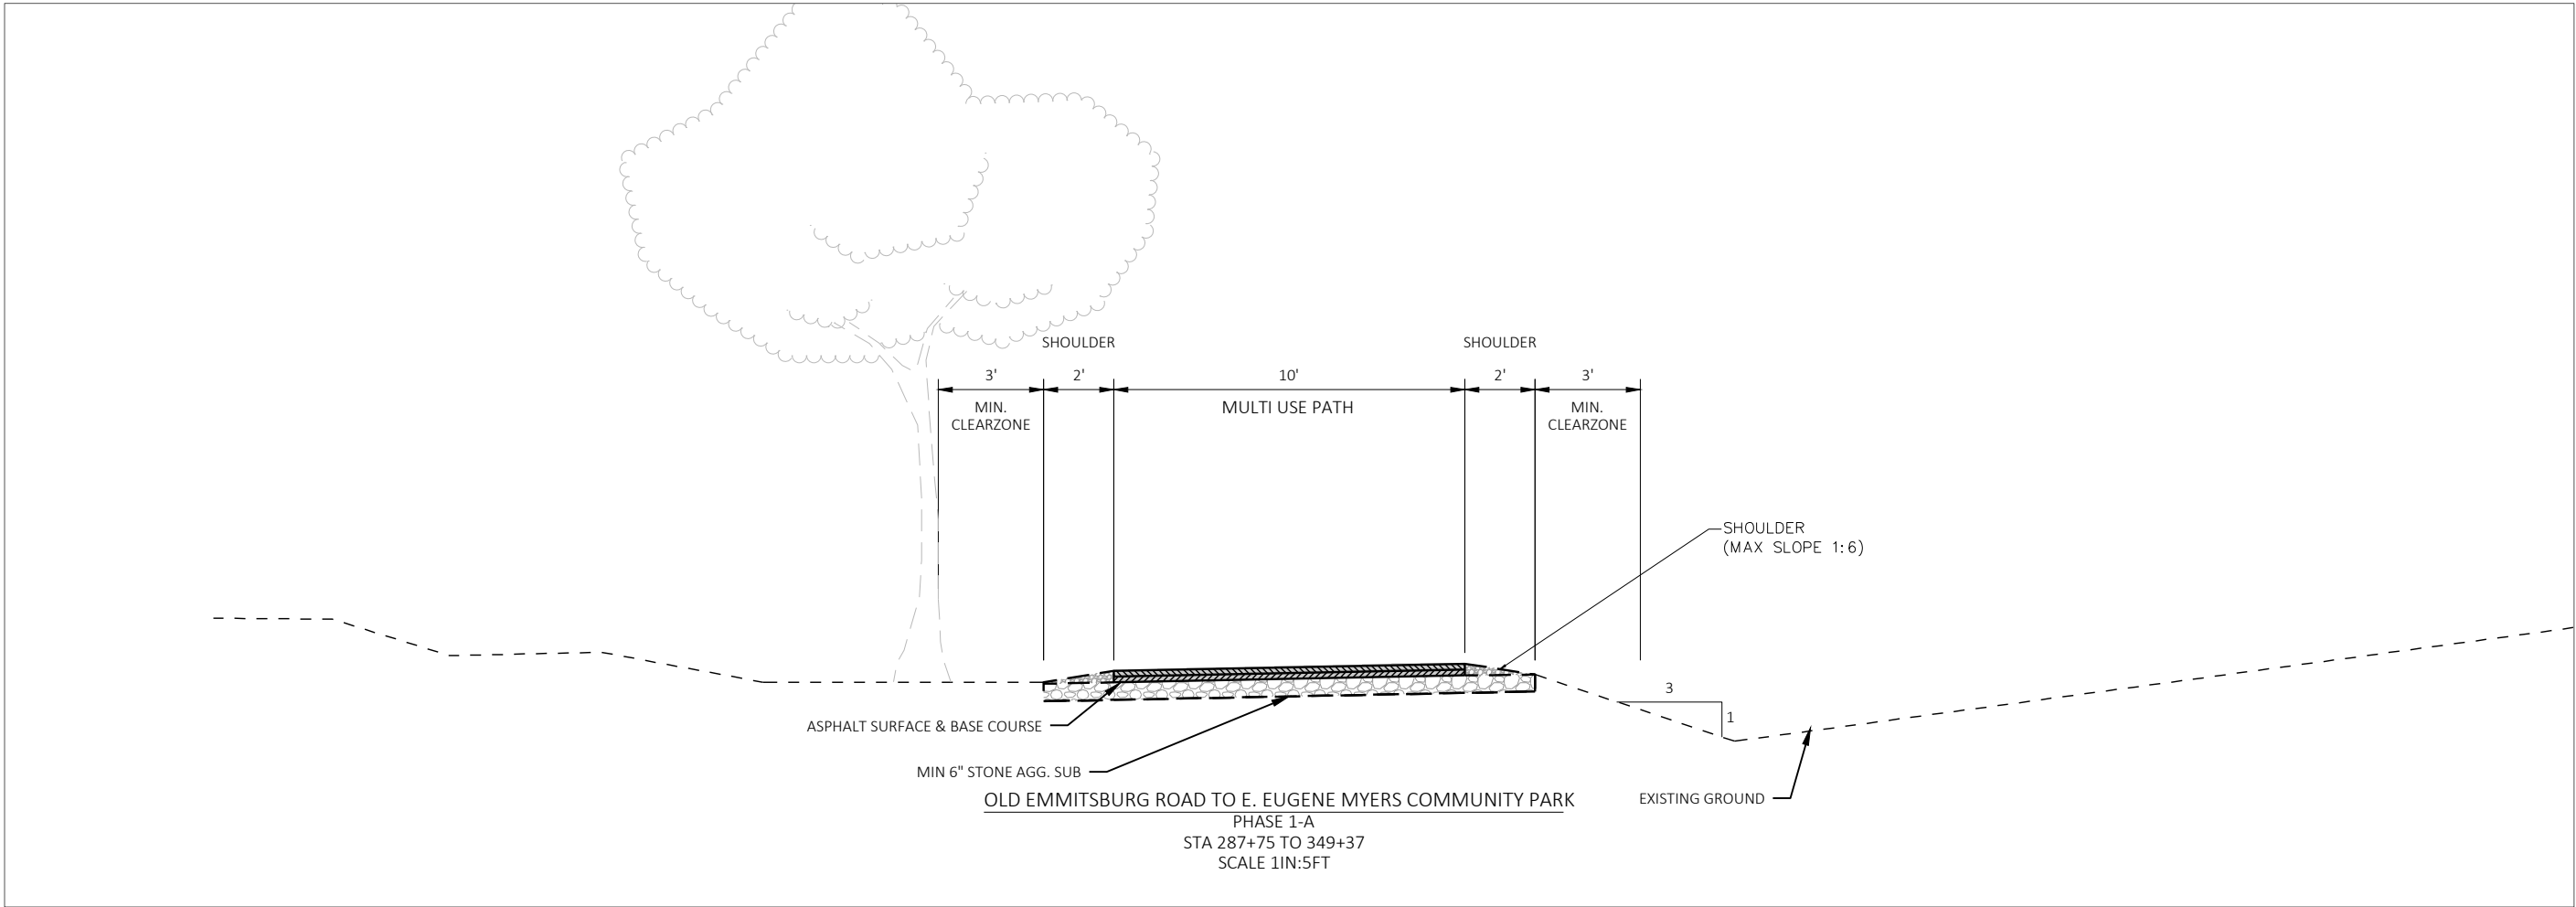 SHOULDER
SHOULDER
3'
2'
10'
2'
3'
MIN.
CLEARZONE
MULTI USE PATH
MIN.
CLEARZONE
SHOULDER
(MAX SLOPE 1:6)
3
1
ASPHALT SURFACE & BASE COURSE
MIN 6" STONE AGG. SUB
EXISTING GROUND
OLD EMMITSBURG ROAD TO E. EUGENE MYERS COMMUNITY PARK
PHASE 1-A
STA 287+75 TO 349+37
SCALE 1IN:5FT